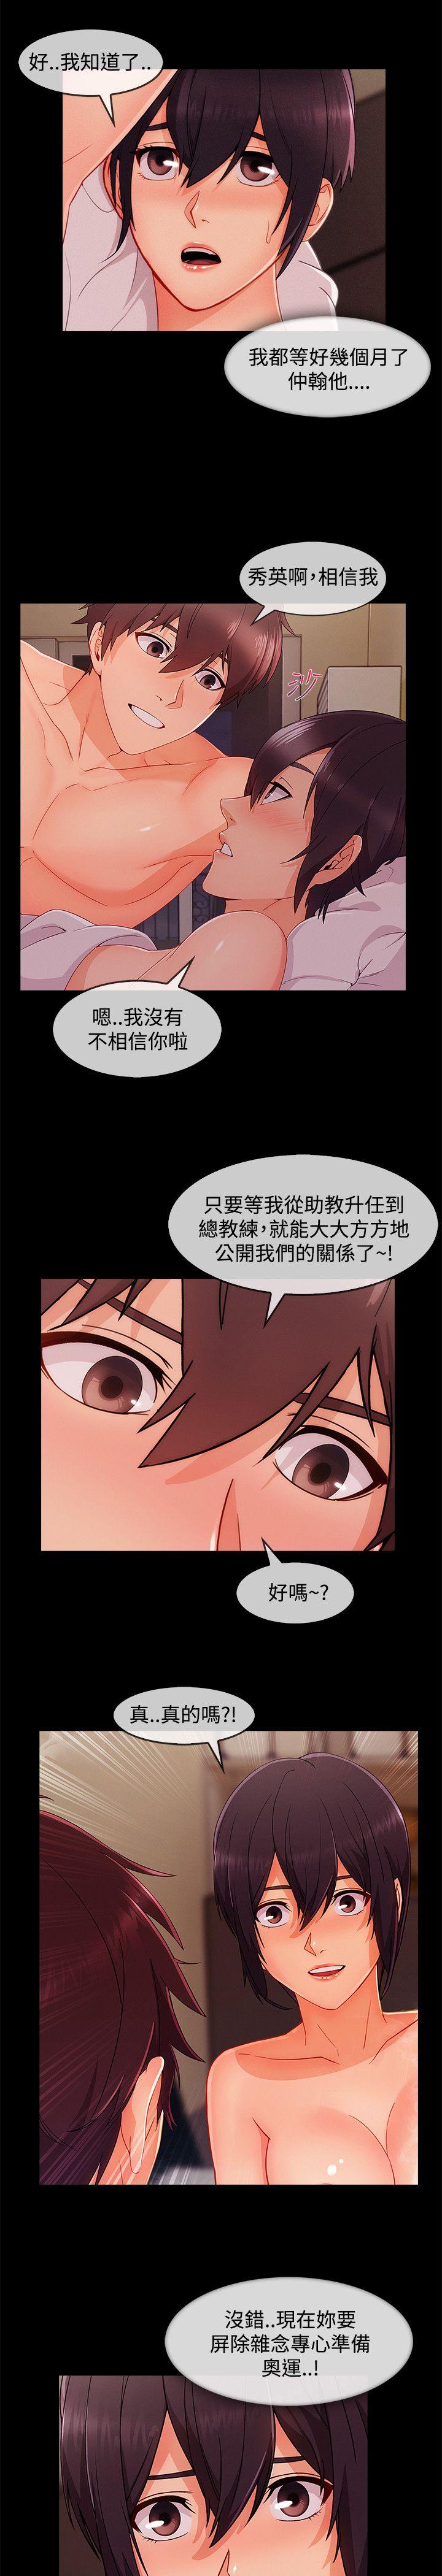 好..我知道了..
我都等好幾個月了
仲翰他....
秀英啊,相信我
沙
嗯..我沒有
不相信你啦
只要等我從助教升任到
總教練,就能大大方方地
公開我們的關係了~!
好嗎~?
真..真的嗎?!
沒錯..現在妳要
屏除雜念專心準備
奧運..!